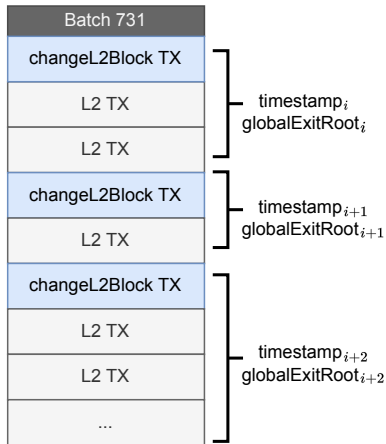 Batch 731
changeL2Block TX
L2 TX
L2 TX
changeL2Block TX
L2 TX
changeL2Block TX
L2 TX
L2 TX
...
timestampᵢ
globalExitRootᵢ
timestampᵢ₊₁
globalExitRootᵢ₊₁
timestampᵢ₊₂
globalExitRootᵢ₊₂